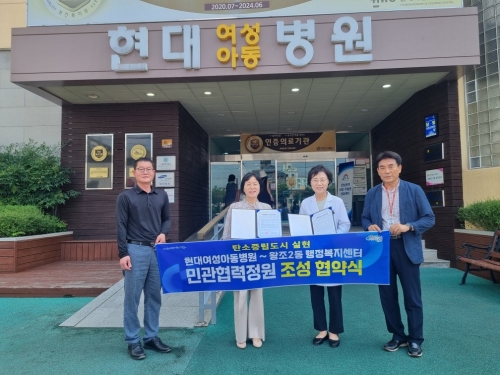 2020.07~2024.06
현대 여성 아동 병원
인증의료기관
탄소중립도시 실현
현대여성아동병원 ~ 왕조2동 행정복지센터
민관협력정원 조성 협약식